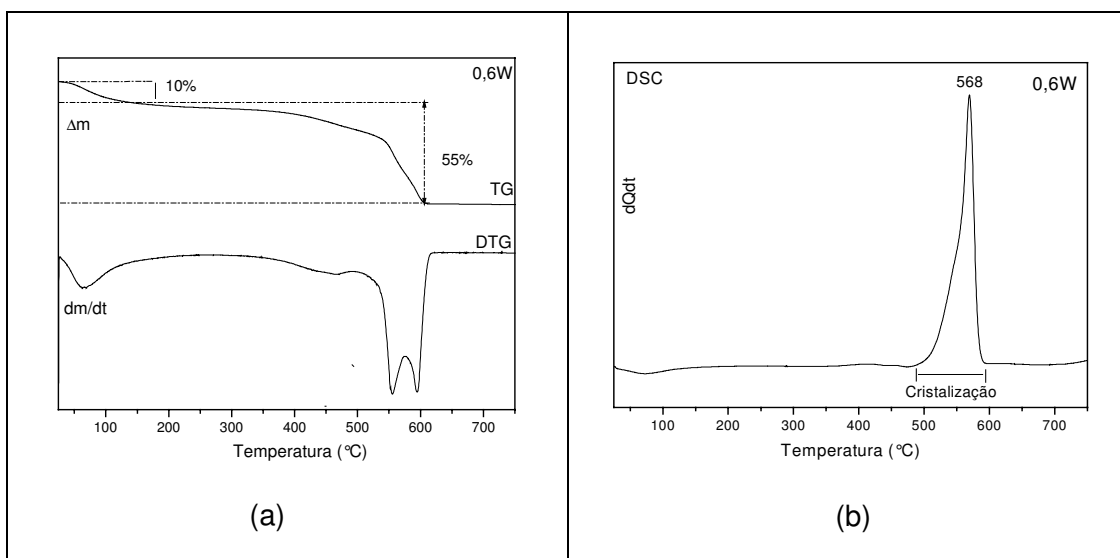 0,6W
10%
Δm
55%
TG
DTG
dm/dt
100 200 300 400 500 600 700
Temperatura (°C)
(a)
DSC
568
0,6W
dQdt
Cristalização
100 200 300 400 500 600 700
Temperatura (°C)
(b)